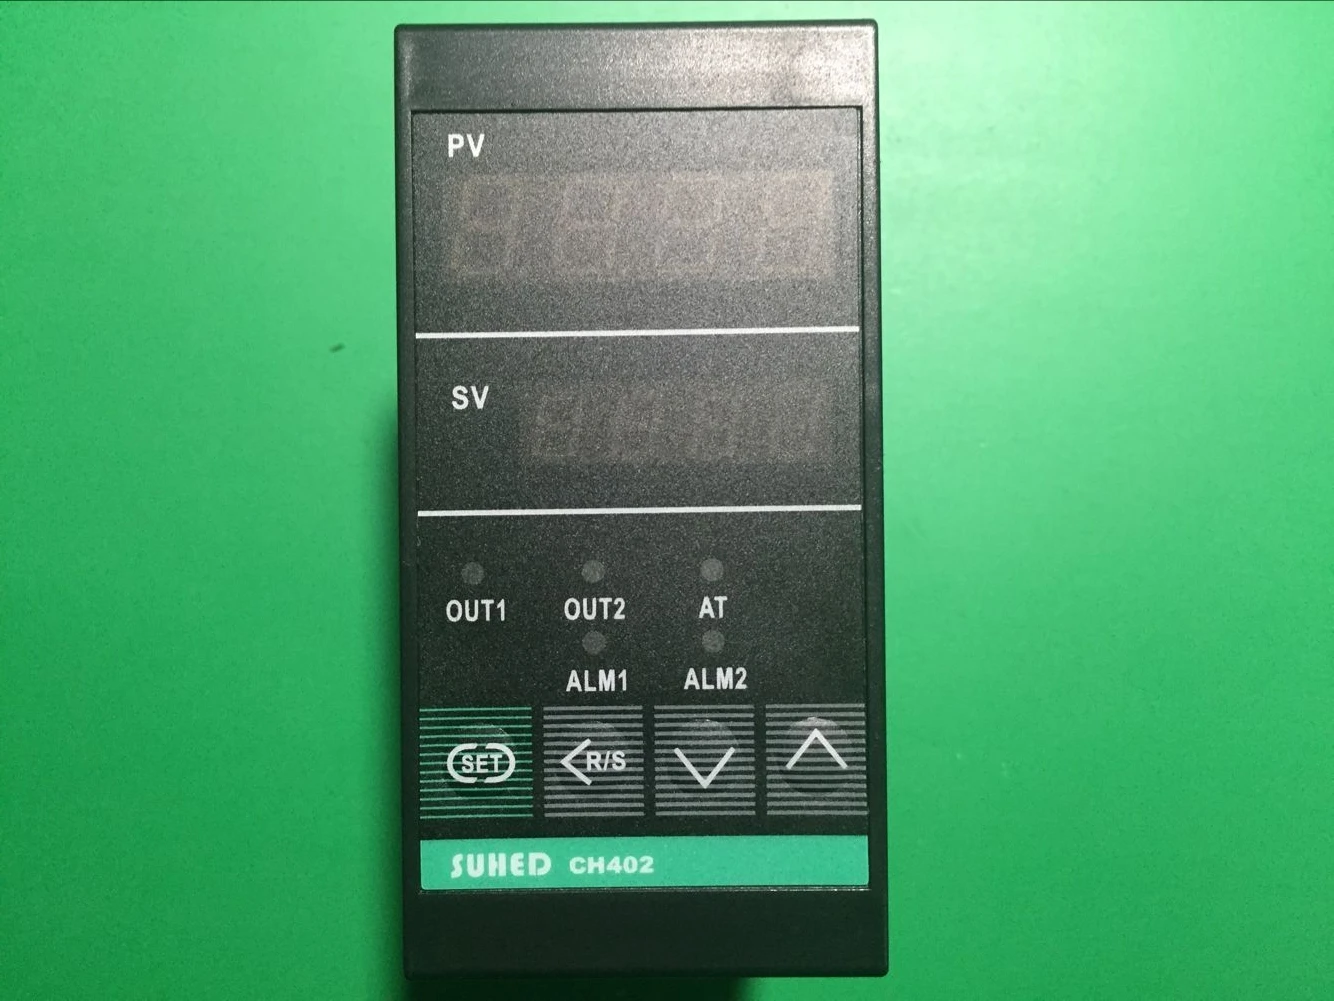 PV
SV
OUT1 OUT2 AT
ALM1 ALM2
SET R/S
SUHED CH402